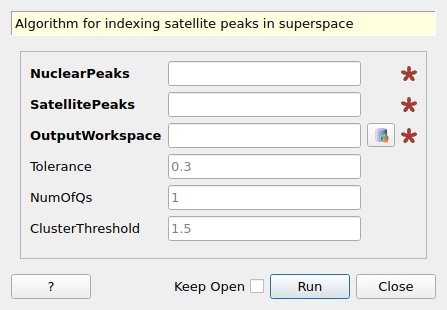 Algorithm for indexing satellite peaks in superspace
NuclearPeaks
SatellitePeaks
OutputWorkspace
Tolerance 0.3
NumOfQs 1
ClusterThreshold 1.5
? Keep Open Run Close